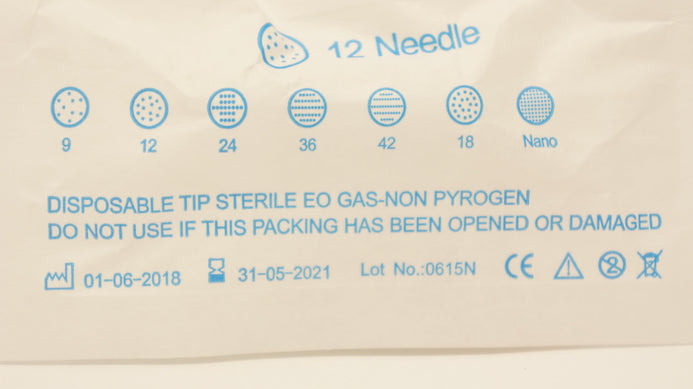 12 Needle
9 12 24 36 42 18 Nano
DISPOSABLE TIP STERILE EO GAS-NON PYROGEN
DO NOT USE IF THIS PACKING HAS BEEN OPENED OR DAMAGED
01-06-2018 31-05-2021 Lot No.:0615N CE 2